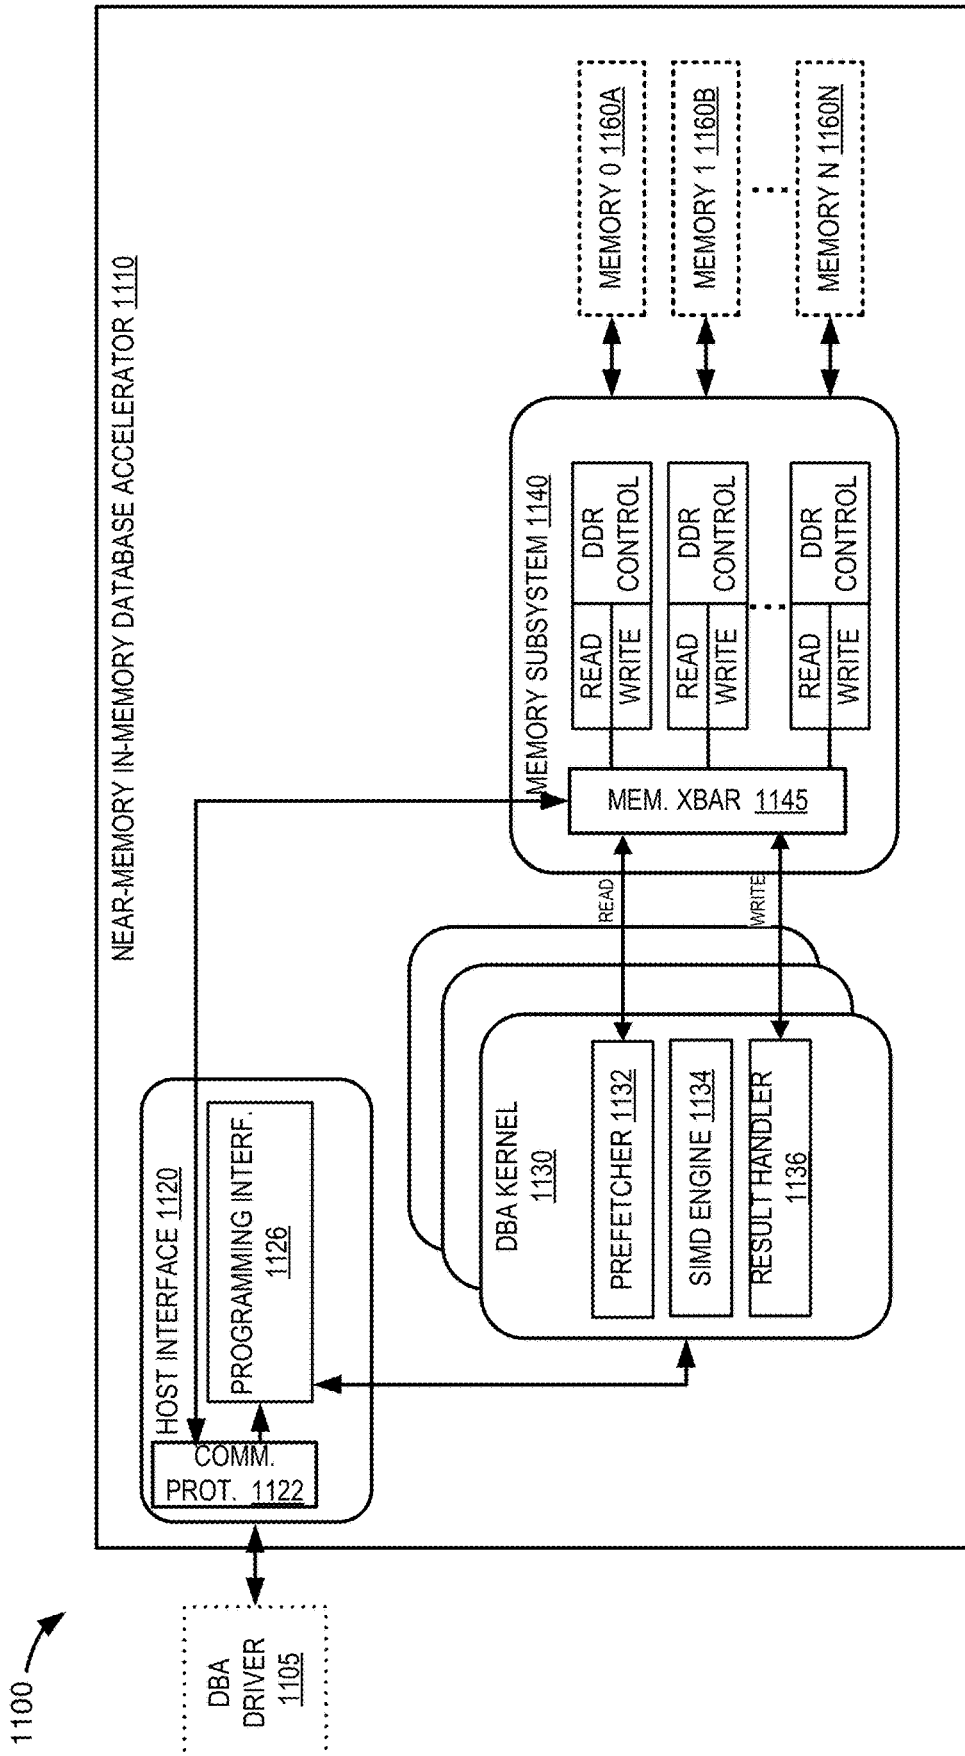 1100
NEAR-MEMORY IN-MEMORY DATABASE ACCELERATOR 1110
DBA
DRIVER
1105
HOST INTERFACE 1120
COMM.
PROT. 1122
PROGRAMMING INTERF.
1126
DBA KERNEL
1130
PREFETCHER 1132
SIMD ENGINE 1134
RESULT HANDLER
1136
READ
WRITE
MEMORY SUBSYSTEM 1140
MEM. XBAR 1145
READ
WRITE
DDR
CONTROL
READ
WRITE
DDR
CONTROL
READ
WRITE
DDR
CONTROL
MEMORY 0 1160A
MEMORY 1 1160B
MEMORY N 1160N